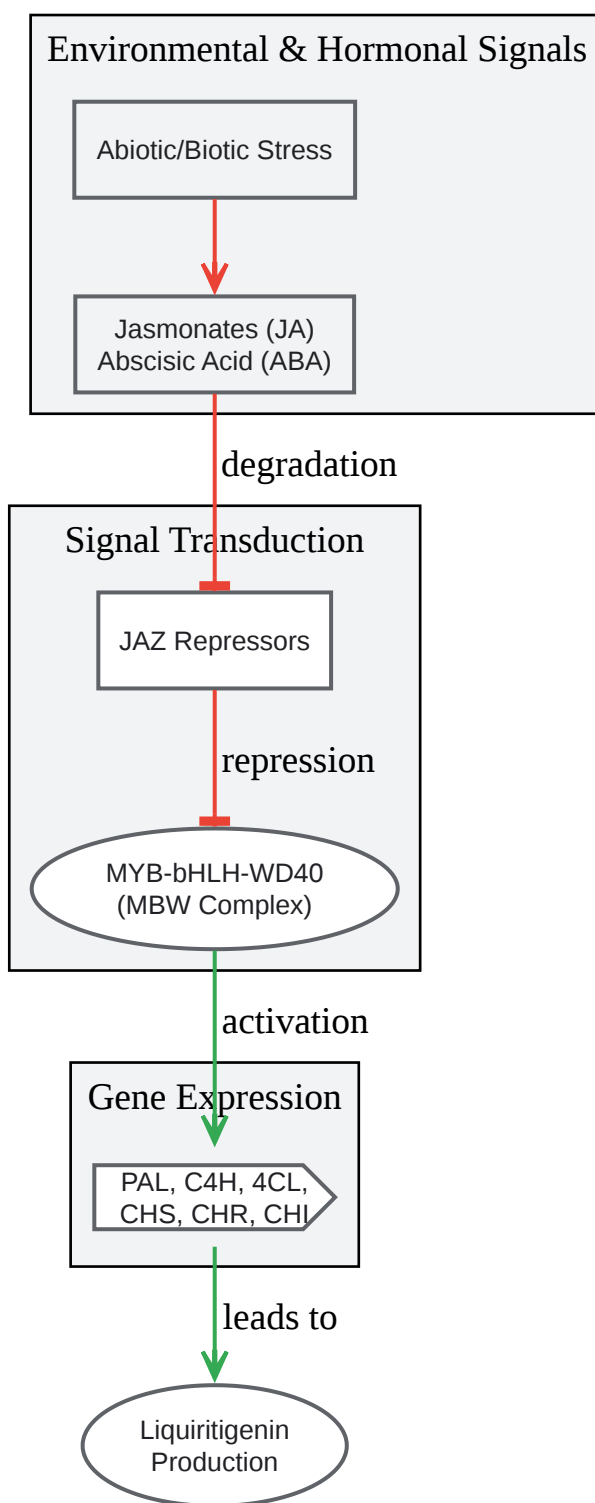 Environmental & Hormonal Signals
Abiotic/Biotic Stress
Jasmonates (JA)
Abscisic Acid (ABA)
degradation
Signal Transduction
JAZ Repressors
repression
MYB-bHLH-WD40
(MBW Complex)
activation
Gene Expression
PAL, C4H, 4CL,
CHS, CHR, CHI
leads to
Liquiritigenin
Production